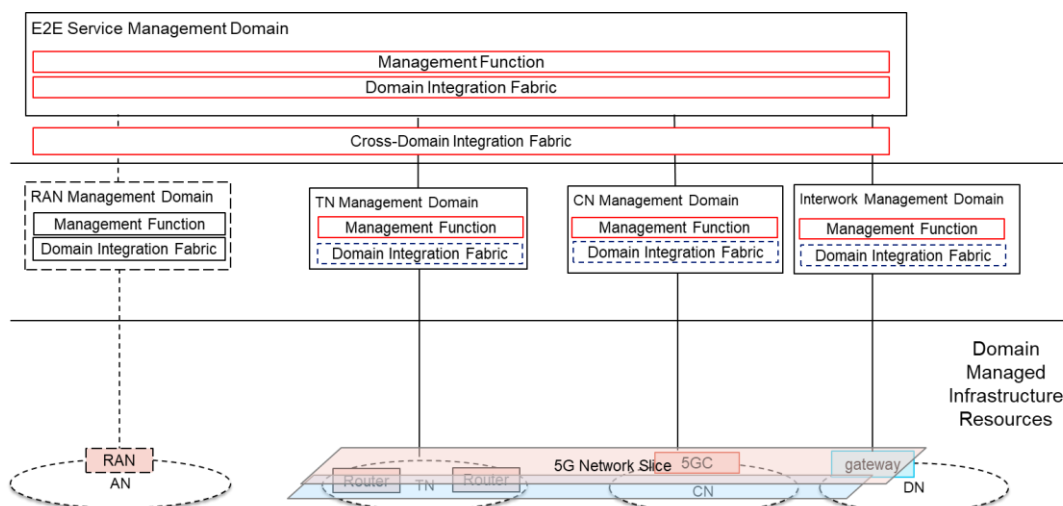 E2E Service Management Domain
Management Function
Domain Integration Fabric
Cross-Domain Integration Fabric
RAN Management Domain
Management Function
Domain Integration Fabric
TN Management Domain
Management Function
Domain Integration Fabric
CN Management Domain
Management Function
Domain Integration Fabric
Interwork Management Domain
Management Function
Domain Integration Fabric
Domain
Managed
Infrastructure
Resources
RAN
AN
5G Network Slice
5GC
gateway
Router
TN
Router
CN
DN